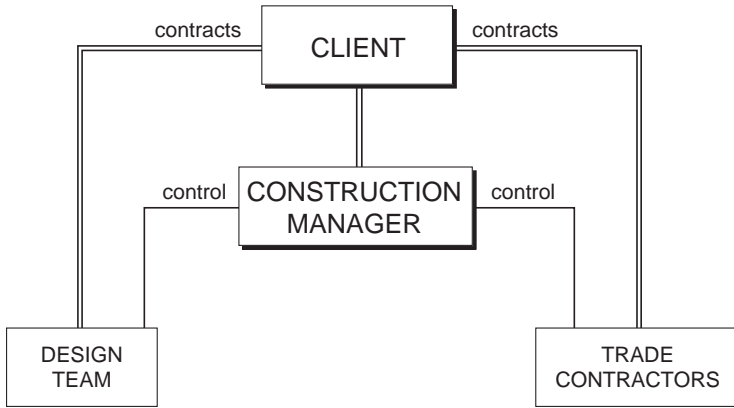 contracts
CLIENT
contracts
control
CONSTRUCTION
MANAGER
control
DESIGN
TEAM
TRADE
CONTRACTORS